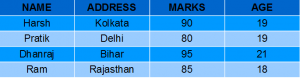 NAME ADDRESS MARKS AGE
Harsh Kolkata 90 19
Pratik Delhi 80 19
Dhanraj Bihar 95 21
Ram Rajasthan 85 18